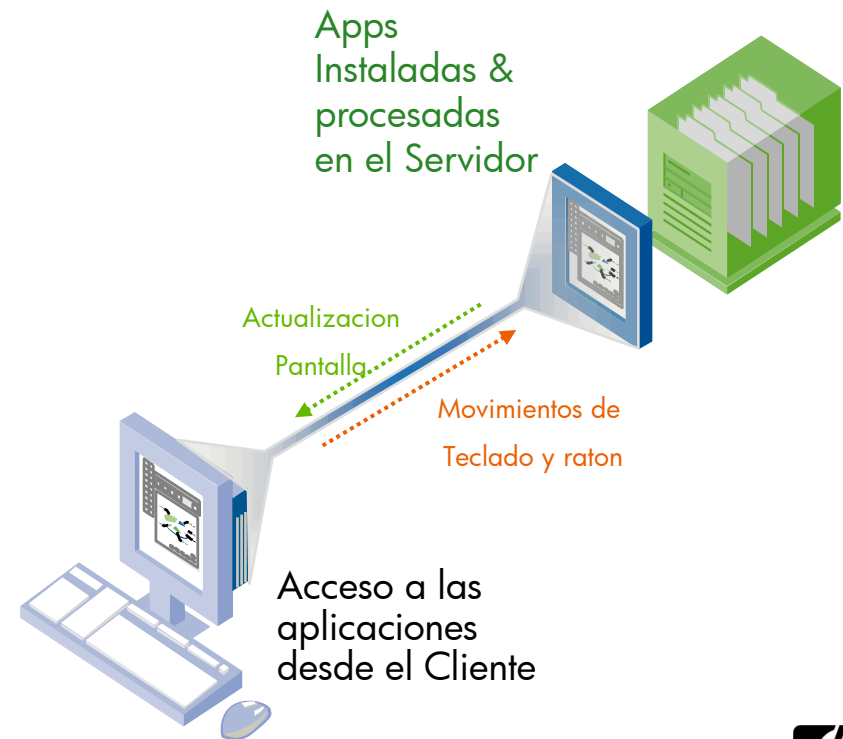 Apps
Instaladas &
procesadas
en el Servidor
Actualizacion
Pantalla
Movimientos de
Teclado y raton
Acceso a las
aplicaciones
desde el Cliente